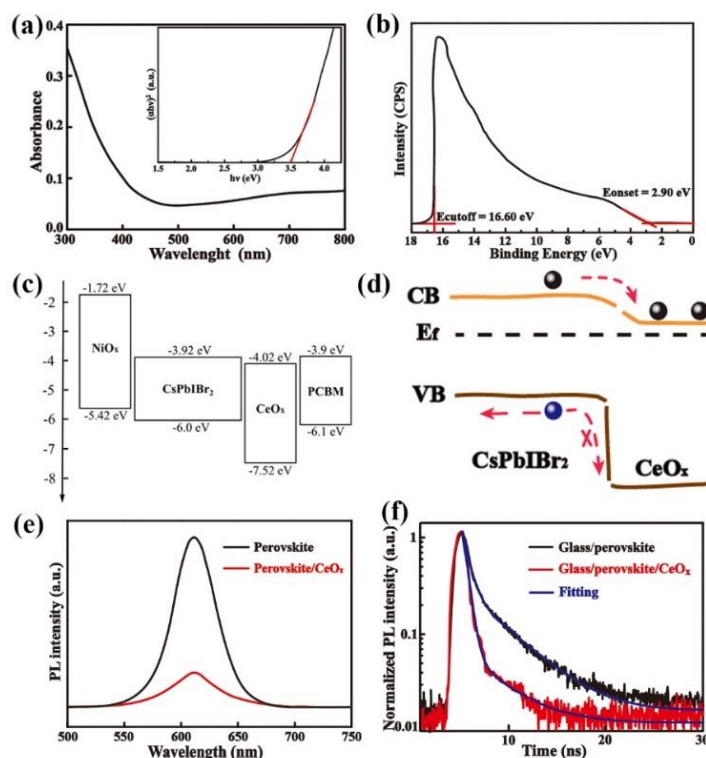 (a)
0.4
0.3
0.2
0.1
0.0
Absorbance
300 400 500 600 700 800
Wavelenght (nm)
(αhν)² (a.u.)
1.5 2.0 2.5 3.0 3.5 4.0
hν (eV)
(b)
Intensity (CPS)
Ecutoff = 16.60 eV
Eonset = 2.90 eV
18 16 14 12 10 8 6 4 2 0
Binding Energy (eV)
(c)
-2
-3
-4
-5
-6
-7
-8
-1.72 eV
NiOx
-5.42 eV
-3.92 eV
CsPbIBr2
-6.0 eV
-4.02 eV
CeOx
-7.52 eV
-3.9 eV
PCBM
-6.1 eV
(d)
CB
Ef
VB
X
CsPbIBr2
CeOx
(e)
Perovskite
Perovskite/CeOx
PL intensity (a.u.)
500 550 600 650 700 750
Wavelength (nm)
(f)
Glass/perovskite
Glass/perovskite/CeOx
Fitting
Normalized PL intensity (a.u.)
1
0.1
0.01
10 20 30
Time (ns)